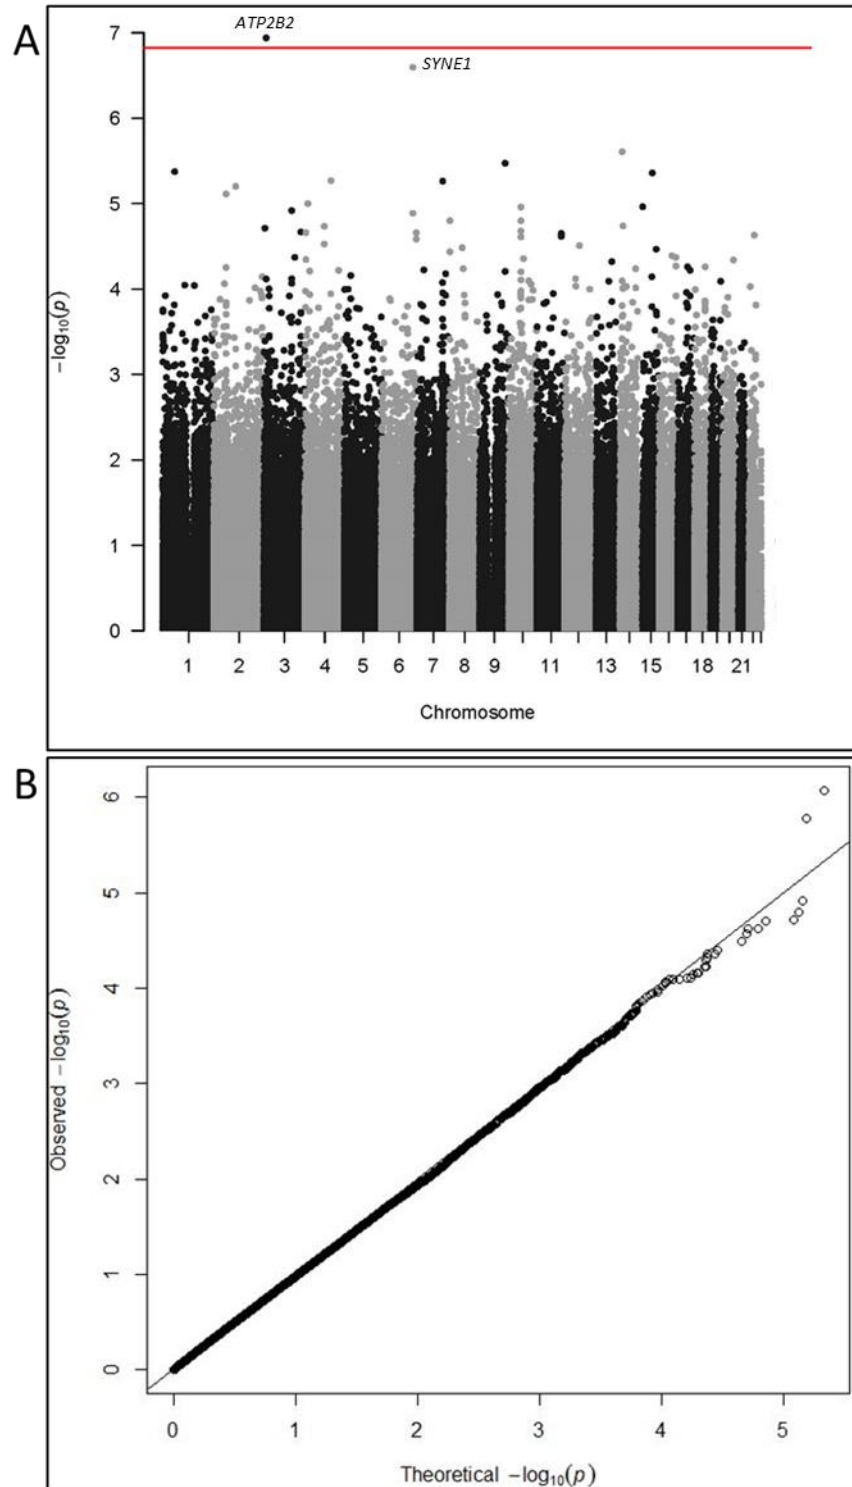 A
ATP2B2
SYNE1
7
6
5
4
3
2
1
0
−log₁₀(p)
1 2 3 4 5 6 7 8 9 11 13 15 18 21
Chromosome
B
6
5
4
3
2
1
0
Observed −log₁₀(p)
0 1 2 3 4 5
Theoretical −log₁₀(p)